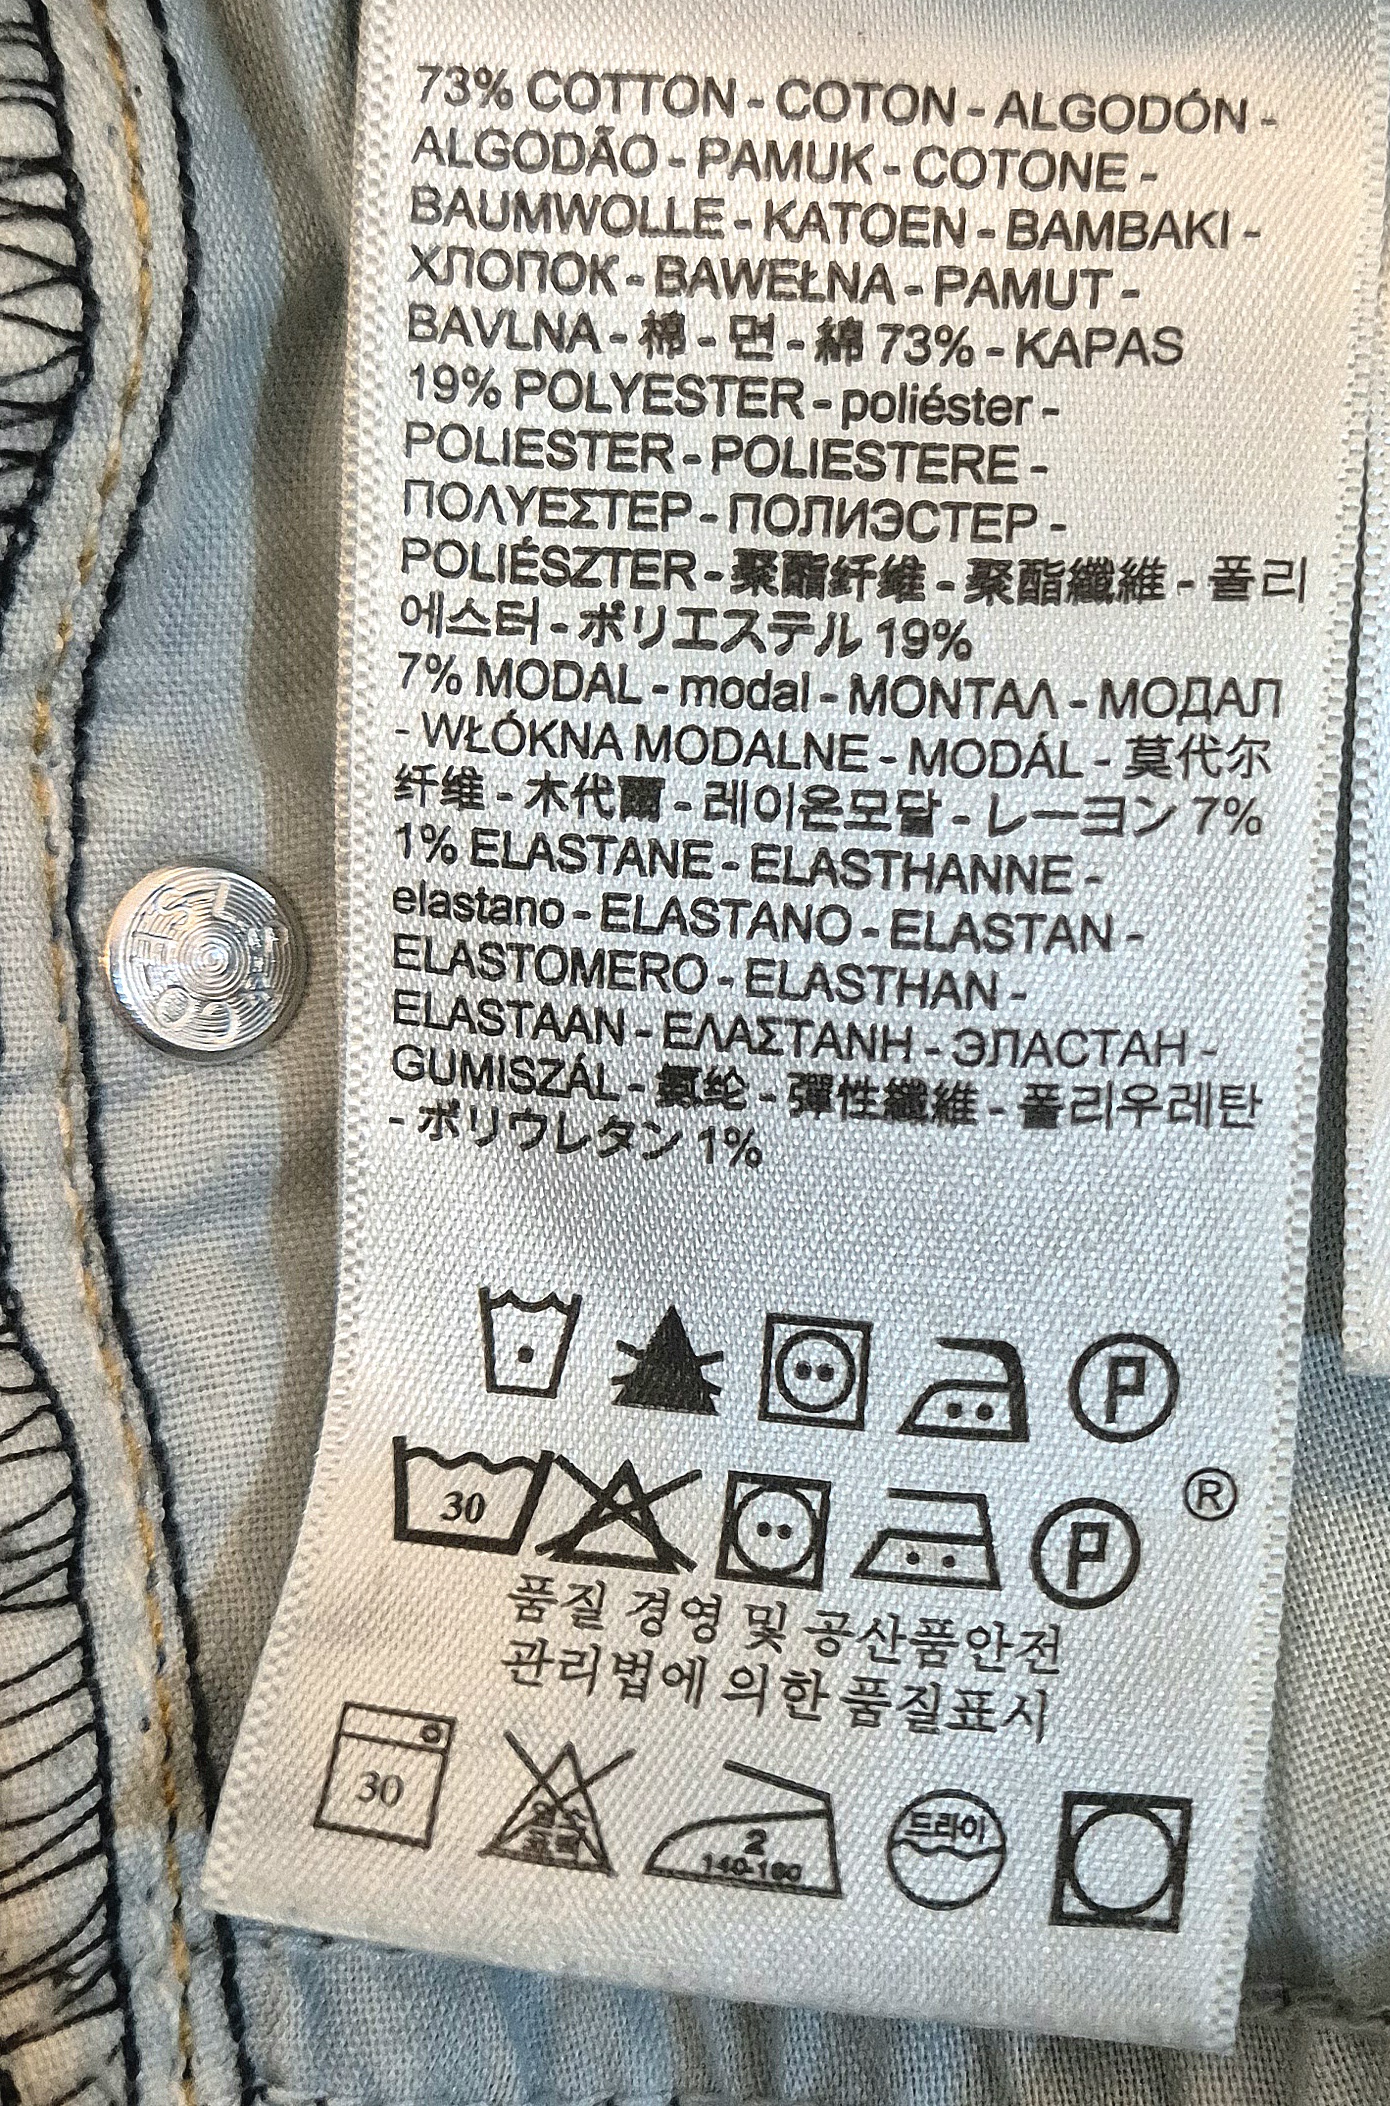 73% COTTON - COTON - ALGODÓN -
ALGODÃO - PAMUK - COTONE -
BAUMWOLLE - KATOEN - BAMBAKI -
ХЛОПОК - BAWEŁNA - PAMUT -
BAVLNA - 棉 - 면 - 綿 73% - KAPAS
19% POLYESTER - poliéster -
POLIESTER - POLIESTERE -
ΠΟΛΥΕΣΤΕΡ - ПОЛИЭСТЕР -
POLIÉSZTER - 聚酯纤维 - 聚酯纖維 - 폴리
에스터 - ポリエステル 19%
7% MODAL - modal - ΜΟΝΤΑΛ - МОДАЛ
- WŁÓKNA MODALNE - MODÁL - 莫代尔
纤维 - 木代爾 - 레이온모달 - レーヨン 7%
1% ELASTANE - ELASTHANNE -
elastano - ELASTANO - ELASTAN -
ELASTOMERO - ELASTHAN -
ELASTAAN - ΕΛΑΣΤΑΝΗ - ЭЛАСТАН -
GUMISZÁL - 氨纶 - 彈性纖維 - 폴리우레탄
- ポリウレタン 1%
P
30 P ®
품질 경영 및 공산품안전
관리법에 의한 품질표시
30 염소 표백 2 140-160 드라이